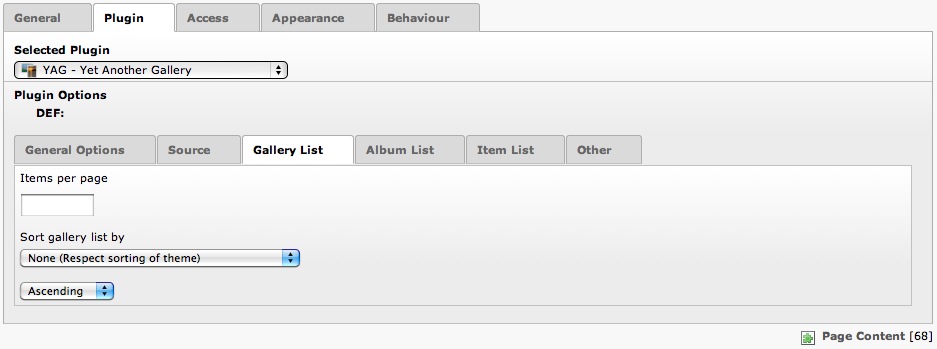 General Plugin Access Appearance Behaviour
Selected Plugin
YAG - Yet Another Gallery
Plugin Options
DEF:
General Options Source Gallery List Album List Item List Other
Items per page
Sort gallery list by
None (Respect sorting of theme)
Ascending
Page Content [68]